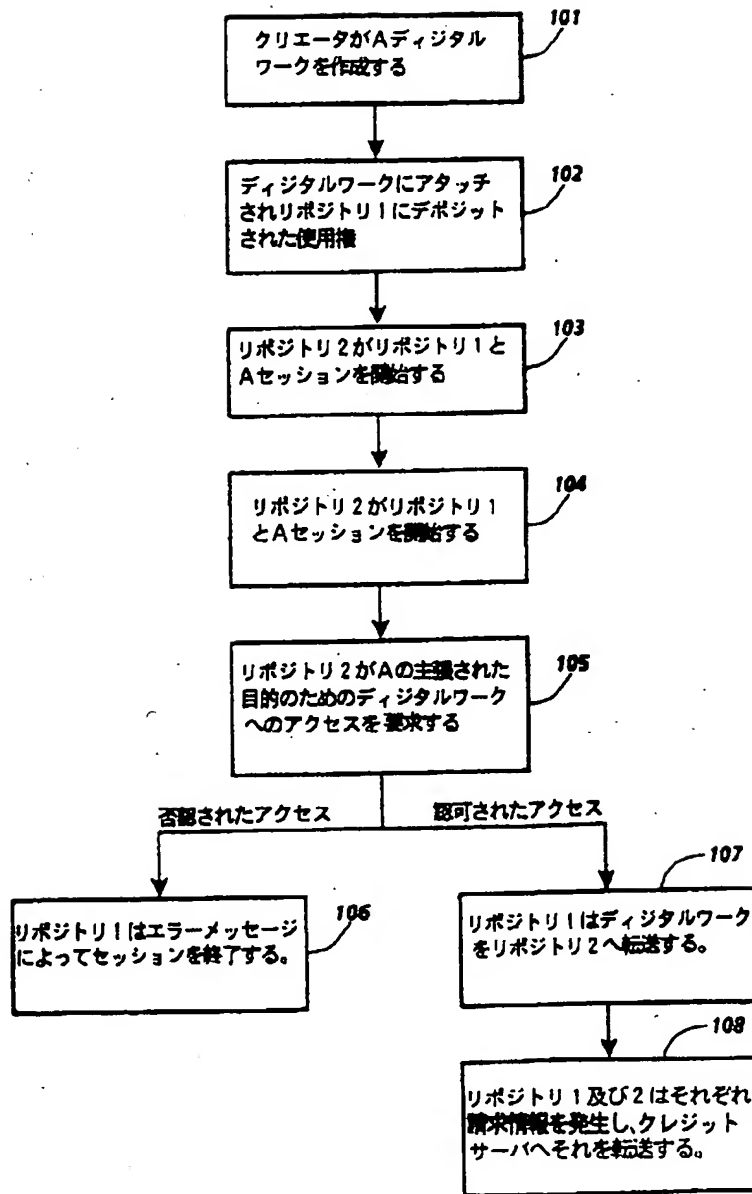 101
クリエータがAディジタル
ワークを作成する
102
ディジタルワークにアタッチ
されリポジトリ1にデポジット
された使用権
103
リポジトリ2がリポジトリ1と
Aセッションを開始する
104
リポジトリ2がリポジトリ1
とAセッションを開始する
105
リポジトリ2がAの主張された
目的のためのディジタルワーク
へのアクセスを要求する
否認されたアクセス
認可されたアクセス
106
リポジトリ1はエラーメッセージ
によってセッションを終了する。
107
リポジトリ1はディジタルワーク
をリポジトリ2へ転送する。
108
リポジトリ1及び2はそれぞれ
請求情報を発生し、クレジット
サーバへそれを転送する。